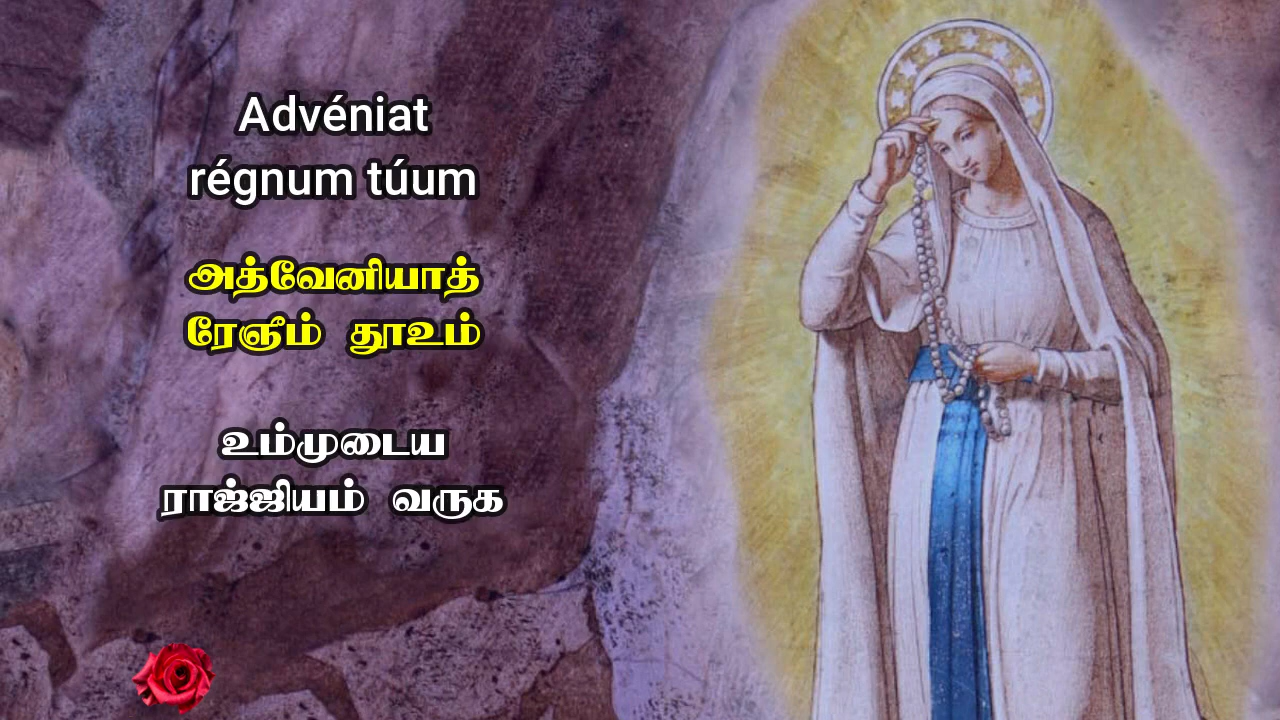 Advéniat
régnum túum
அத்வேனியாத்
ரேஞீம் தூஉம்
உம்முடைய
ராஜ்ஜியம் வருக